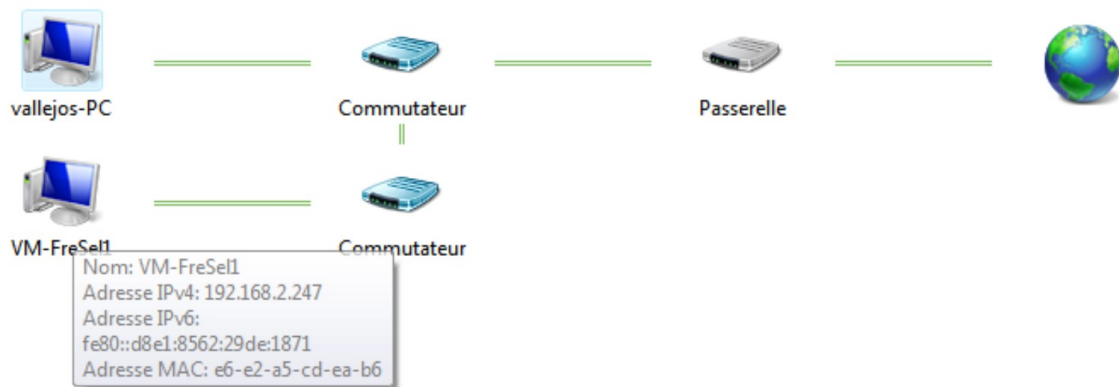 vallejos-PC
Commutateur
Passerelle
VM-FreSel1
Commutateur
Nom: VM-FreSel1
Adresse IPv4: 192.168.2.247
Adresse IPv6:
fe80::d8e1:8562:29de:1871
Adresse MAC: e6-e2-a5-cd-ea-b6